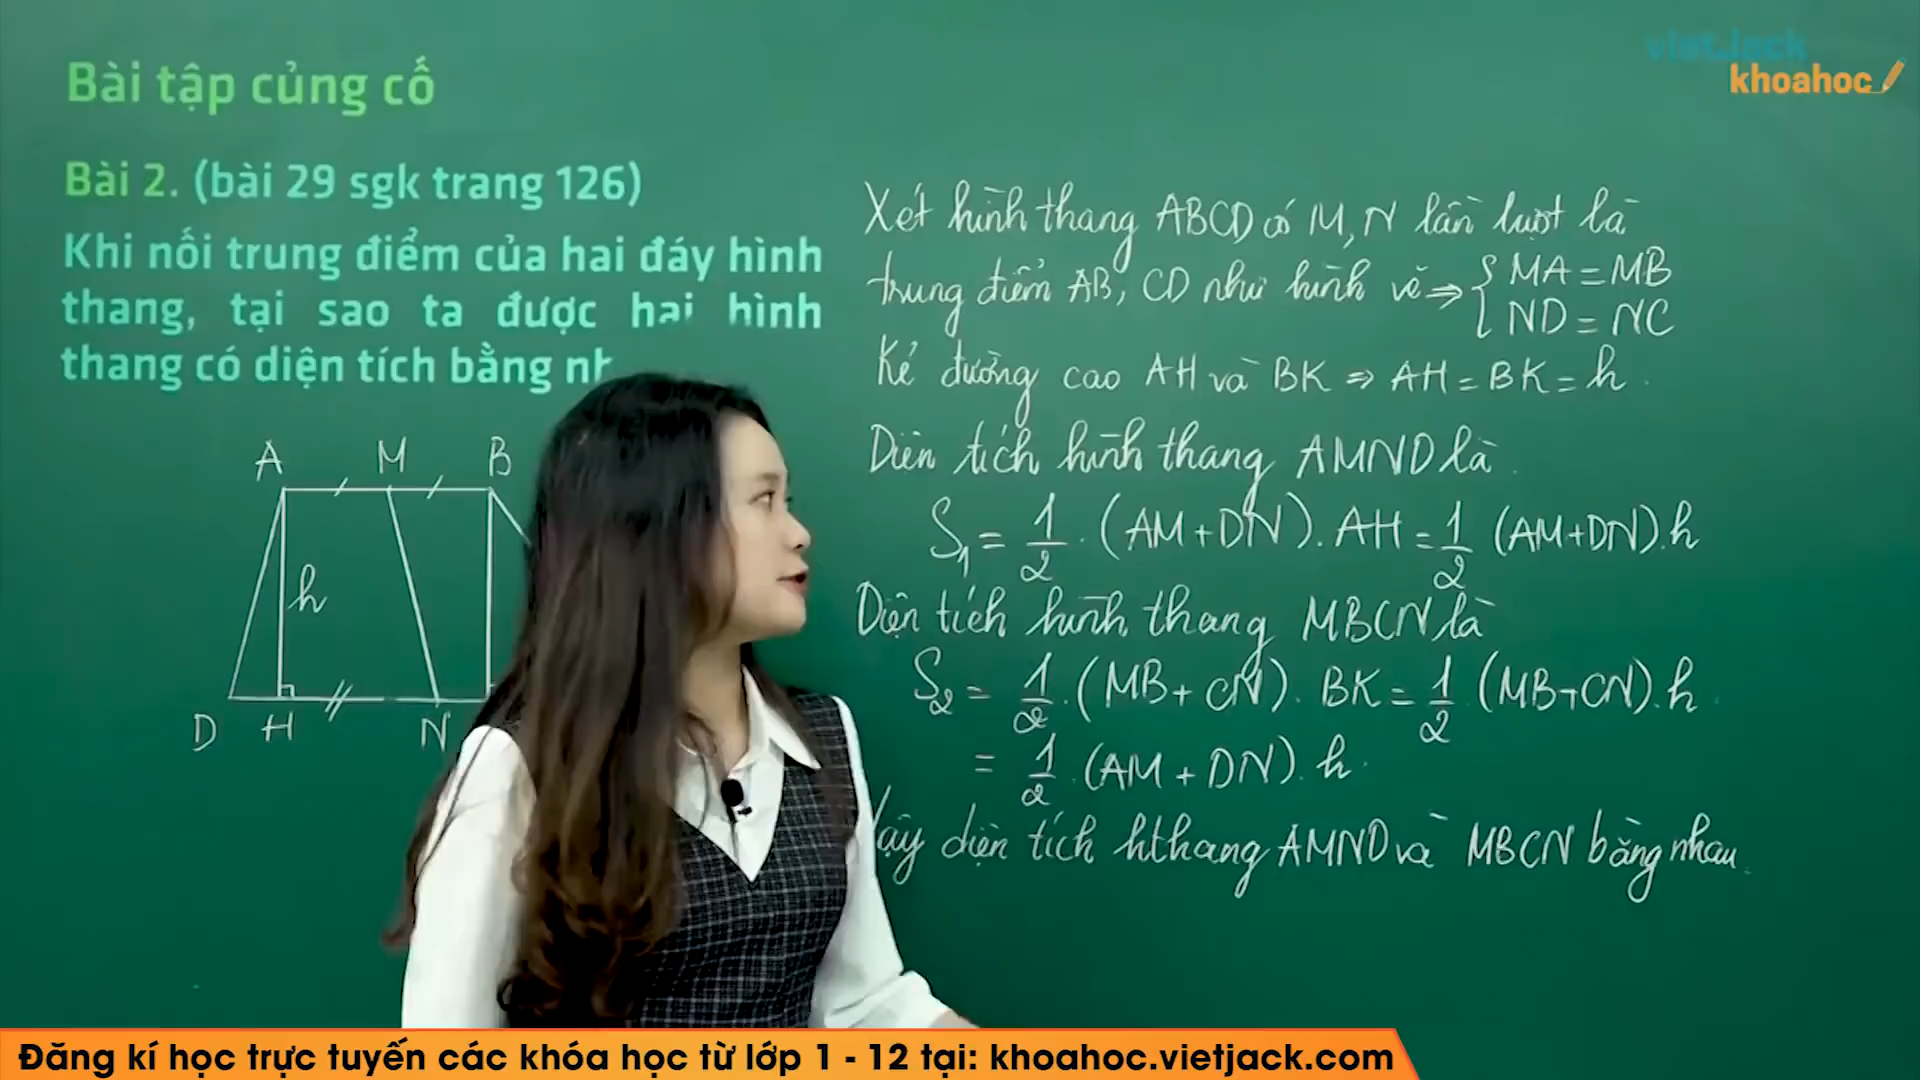 Bài tập củng cố
vietJack
khoahoc
Bài 2. (bài 29 sgk trang 126)
Khi nối trung điểm của hai đáy hình
thang, tại sao ta được hai hình
thang có diện tích bằng nh
A M B
h
D H N
Xét hình thang ABCD có M, N lần lượt là
trung điểm AB, CD như hình vẽ ⇒ { MA = MB
ND = NC
Kẻ đường cao AH và BK ⇒ AH = BK = h.
Diện tích hình thang AMND là
S₁ = 1/2 . (AM + DN) . AH = 1/2 (AM + DN) . h
Diện tích hình thang MBCN là
S₂ = 1/2 . (MB + CN) . BK = 1/2 (MB + CN) . h
= 1/2 . (AM + DN) . h.
Vậy diện tích hthang AMND và MBCN bằng nhau.
Đăng kí học trực tuyến các khóa học từ lớp 1 - 12 tại: khoahoc.vietjack.com